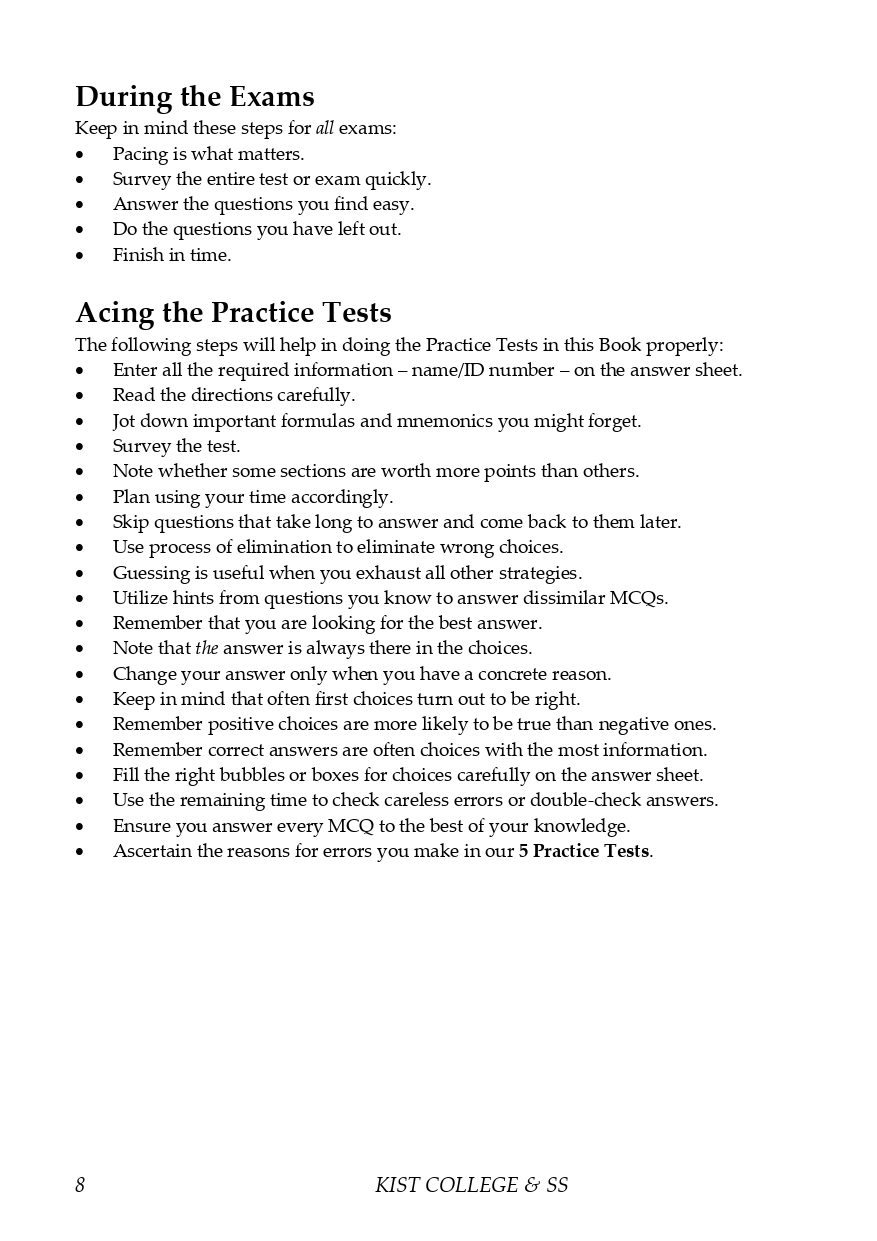 During the Exams
Keep in mind these steps for all exams:
• Pacing is what matters.
• Survey the entire test or exam quickly.
• Answer the questions you find easy.
• Do the questions you have left out.
• Finish in time.
Acing the Practice Tests
The following steps will help in doing the Practice Tests in this Book properly:
• Enter all the required information – name/ID number – on the answer sheet.
• Read the directions carefully.
• Jot down important formulas and mnemonics you might forget.
• Survey the test.
• Note whether some sections are worth more points than others.
• Plan using your time accordingly.
• Skip questions that take long to answer and come back to them later.
• Use process of elimination to eliminate wrong choices.
• Guessing is useful when you exhaust all other strategies.
• Utilize hints from questions you know to answer dissimilar MCQs.
• Remember that you are looking for the best answer.
• Note that the answer is always there in the choices.
• Change your answer only when you have a concrete reason.
• Keep in mind that often first choices turn out to be right.
• Remember positive choices are more likely to be true than negative ones.
• Remember correct answers are often choices with the most information.
• Fill the right bubbles or boxes for choices carefully on the answer sheet.
• Use the remaining time to check careless errors or double-check answers.
• Ensure you answer every MCQ to the best of your knowledge.
• Ascertain the reasons for errors you make in our 5 Practice Tests.
8 KIST COLLEGE & SS